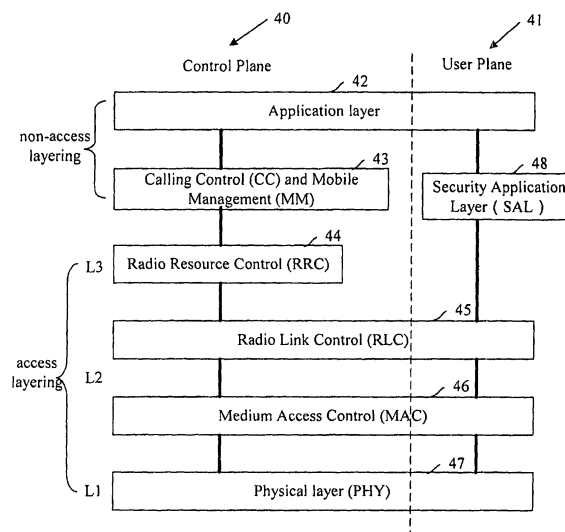 40
41
Control Plane
User Plane
42
Application layer
non-access
layering
43
Calling Control (CC) and Mobile
Management (MM)
48
Security Application
Layer ( SAL )
44
L3
Radio Resource Control (RRC)
45
Radio Link Control (RLC)
access
layering
L2
46
Medium Access Control (MAC)
47
L1
Physical layer (PHY)